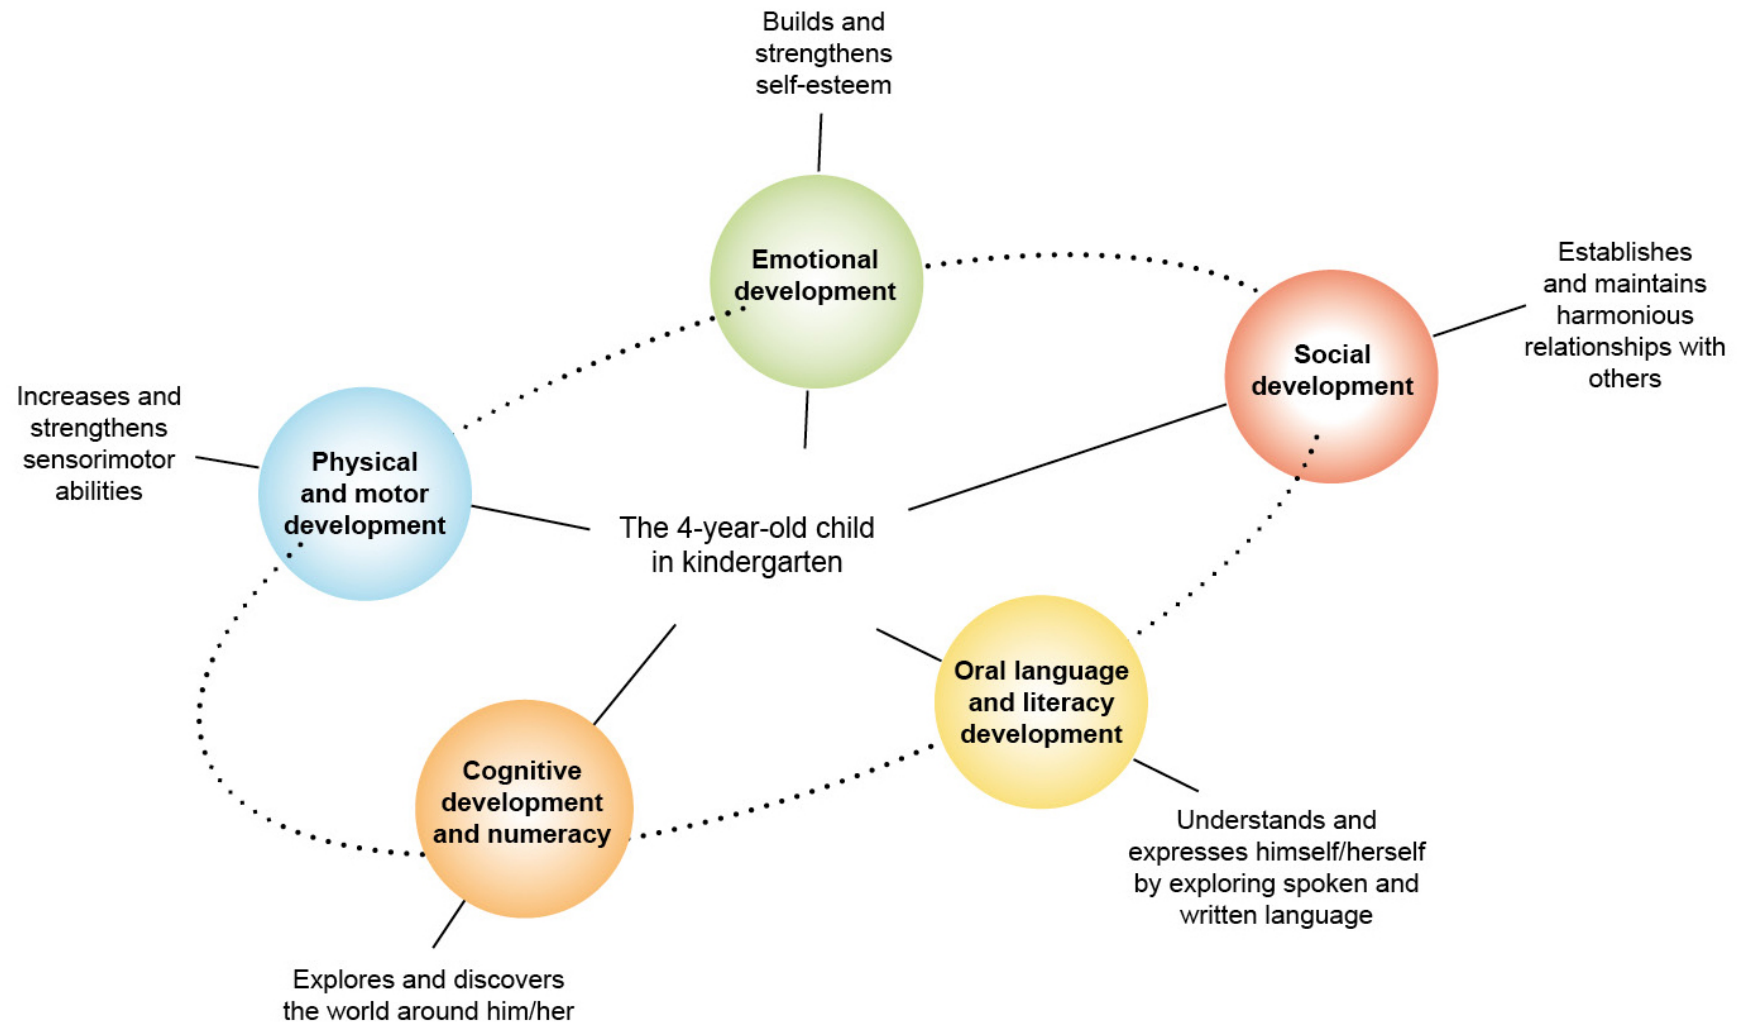 Builds and
strengthens
self-esteem
Emotional
development
Establishes
and maintains
harmonious
relationships with
others
Social
development
Increases and
strengthens
sensorimotor
abilities
Physical
and motor
development
The 4-year-old child
in kindergarten
Oral language
and literacy
development
Cognitive
development
and numeracy
Understands and
expresses himself/herself
by exploring spoken and
written language
Explores and discovers
the world around him/her